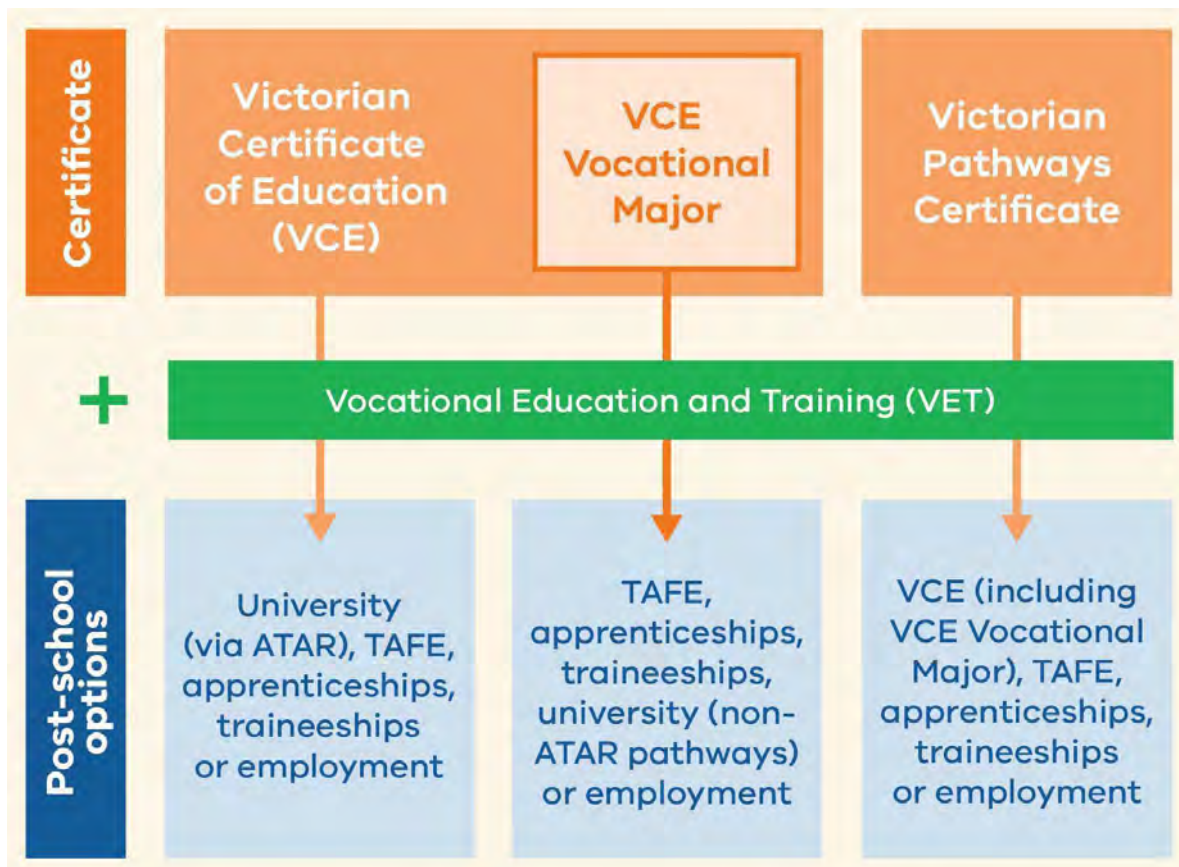 Certificate
Victorian
Certificate
of Education
(VCE)
VCE
Vocational
Major
Victorian
Pathways
Certificate
+
Vocational Education and Training (VET)
Post-school
options
University
(via ATAR), TAFE,
apprenticeships,
traineeships
or employment
TAFE,
apprenticeships,
traineeships,
university (non-
ATAR pathways)
or employment
VCE (including
VCE Vocational
Major), TAFE,
apprenticeships,
traineeships
or employment